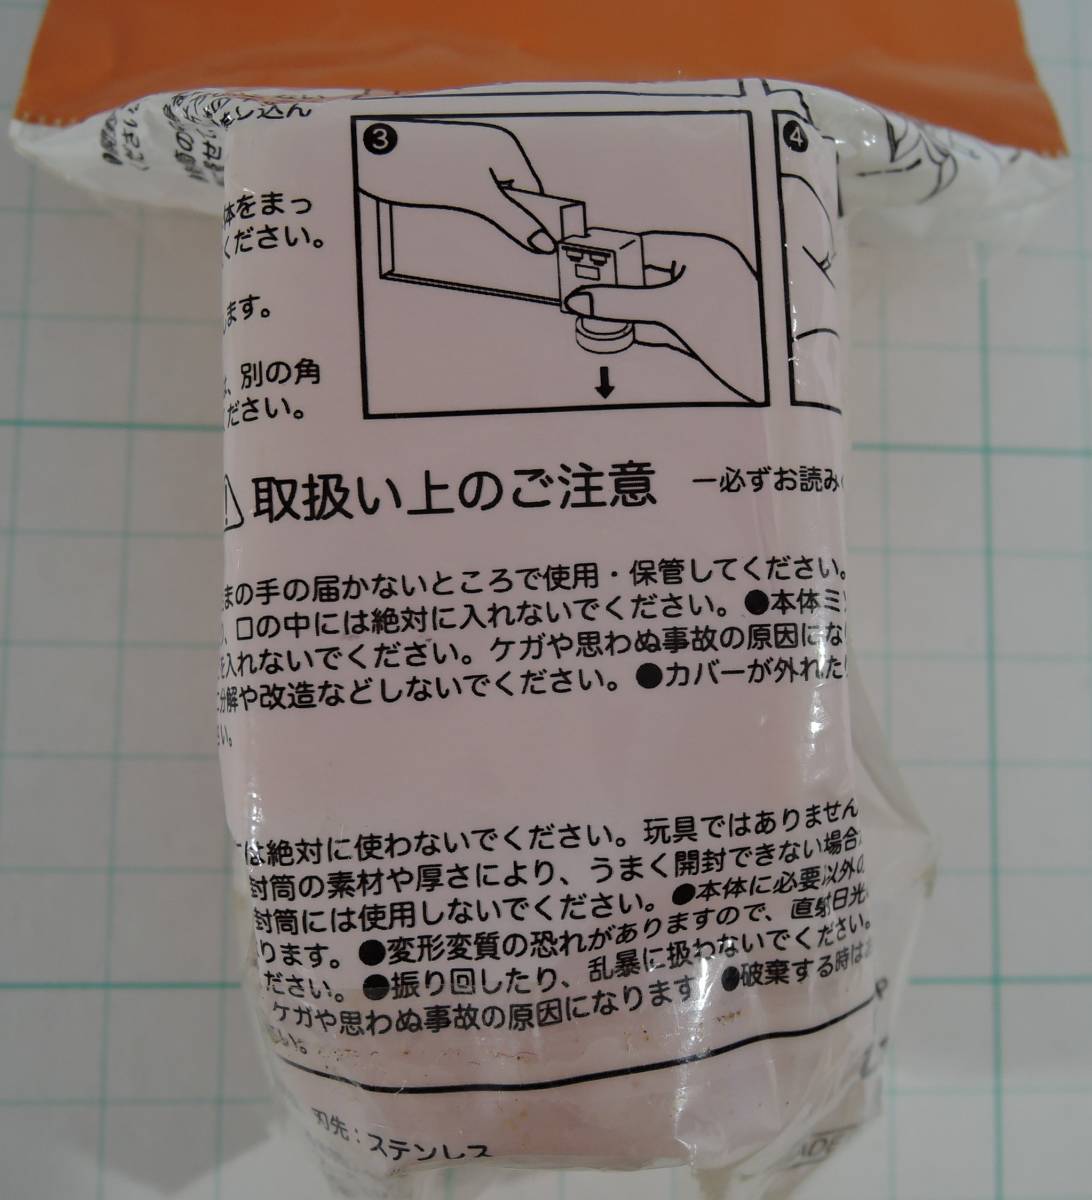 し込ん
体をまっ
ください。
します。
、別の角
ださい。
❸
❹
取扱い上のご注意 ー必ずお読みく
まの手の届かないところで使用・保管してください。
、口の中には絶対に入れないでください。●本体ミ
を入れないでください。ケガや思わぬ事故の原因にな
分解や改造などしないでください。●カバーが外れたり
い。
は絶対に使わないでください。玩具ではありません
封筒の素材や厚さにより、うまく開封できない場合
封筒には使用しないでください。●本体に必要以外の
ります。●変形変質の恐れがありますので、直射日光
ださい。●振り回したり、乱暴に扱わないでください。
ケガや思わぬ事故の原因になります。●破棄する時は
い。
刃先：ステンレス